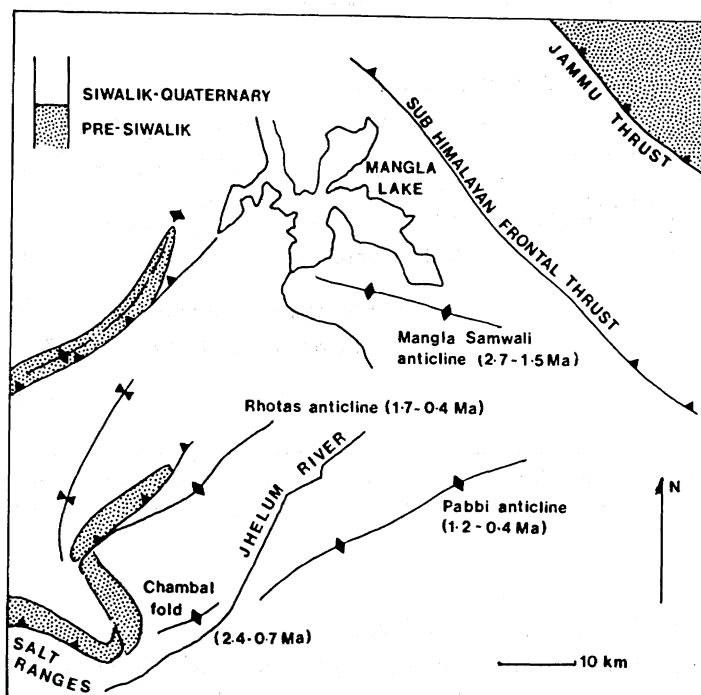 SIWALIK-QUATERNARY
PRE-SIWALIK
JAMMU THRUST
SUB HIMALAYAN FRONTAL THRUST
MANGLA
LAKE
Mangla Samwali
anticline (2·7-1·5 Ma)
Rhotas anticline (1·7-0·4 Ma)
JHELUM RIVER
Pabbi anticline
(1·2-0·4 Ma)
N
Chambal
fold
(2·4-0·7 Ma)
SALT
RANGES
10 km